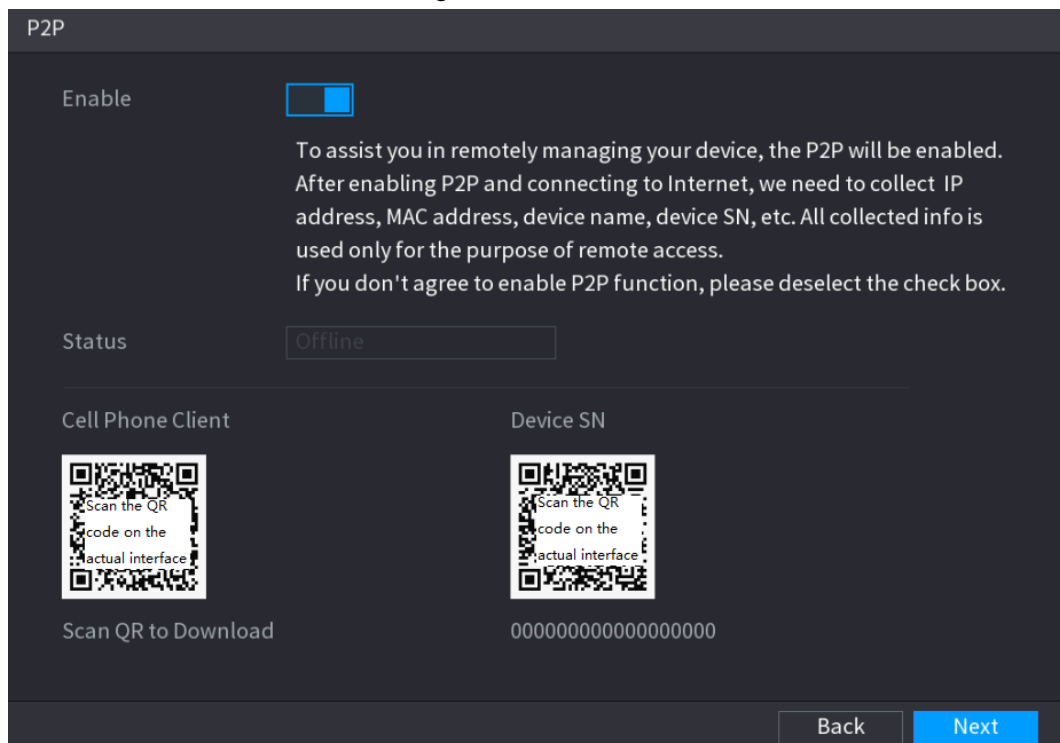 P2P
Enable
To assist you in remotely managing your device, the P2P will be enabled.
After enabling P2P and connecting to Internet, we need to collect IP
address, MAC address, device name, device SN, etc. All collected info is
used only for the purpose of remote access.
If you don't agree to enable P2P function, please deselect the check box.
Status
Offline
Cell Phone Client
Device SN
Scan the QR
code on the
actual interface
Scan the QR
code on the
actual interface
Scan QR to Download
000000000000000000
Back
Next